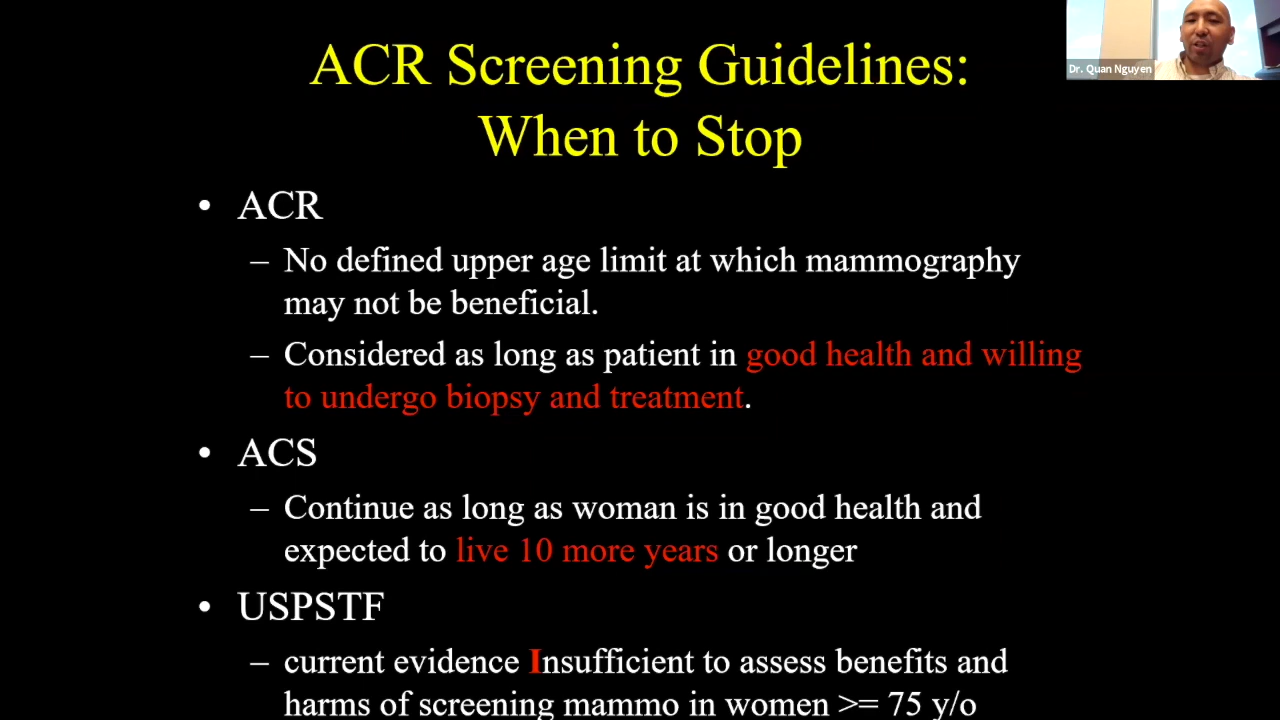 ACR Screening Guidelines:
When to Stop
Dr. Quan Nguyen
• ACR
– No defined upper age limit at which mammography
may not be beneficial.
– Considered as long as patient in good health and willing
to undergo biopsy and treatment.
• ACS
– Continue as long as woman is in good health and
expected to live 10 more years or longer
• USPSTF
– current evidence Insufficient to assess benefits and
harms of screening mammo in women >= 75 y/o